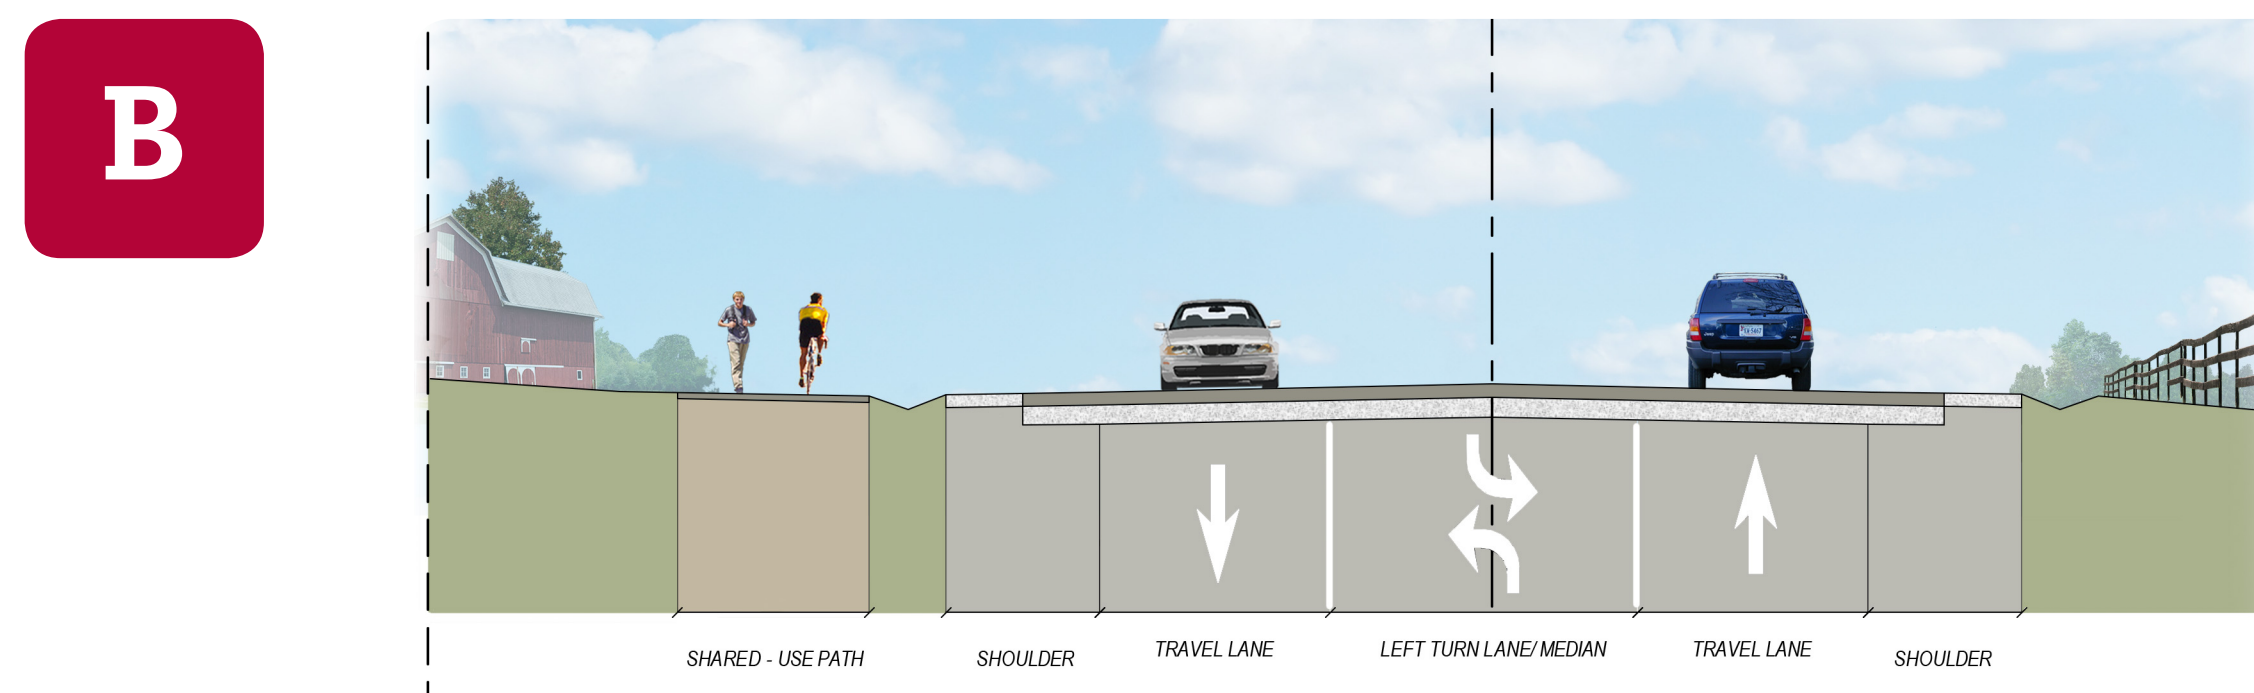 B
SHARED - USE PATH
SHOULDER
TRAVEL LANE
LEFT TURN LANE/ MEDIAN
TRAVEL LANE
SHOULDER